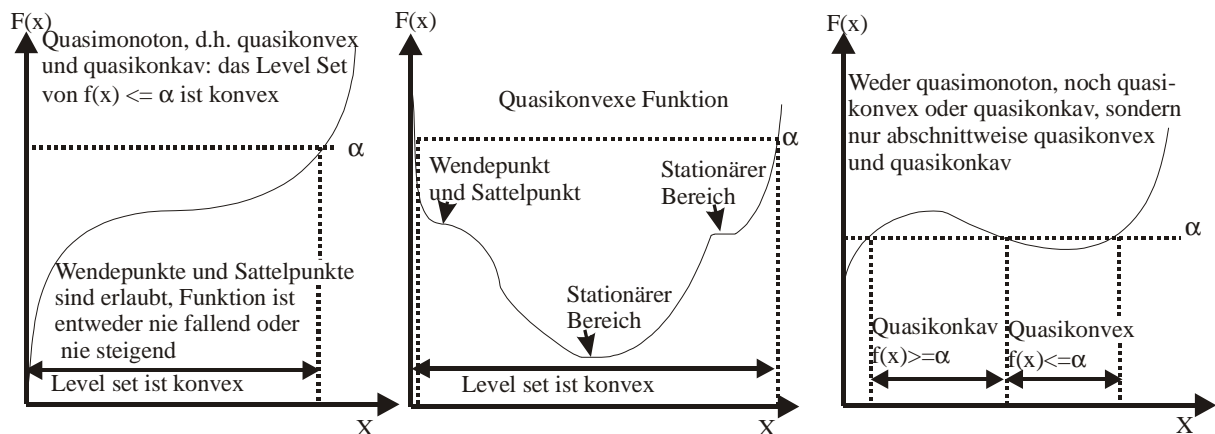 F(x)
Quasimonoton, d.h. quasikonvex
und quasikonkav: das Level Set
von f(x) <= α ist konvex
α
Wendepunkte und Sattelpunkte
sind erlaubt, Funktion ist
entweder nie fallend oder
nie steigend
Level set ist konvex
X
F(x)
Quasikonvexe Funktion
α
Wendepunkt
und Sattelpunkt
Stationärer
Bereich
Stationärer
Bereich
Level set ist konvex
X
F(x)
Weder quasimonoton, noch quasi-
konvex oder quasikonkav, sondern
nur abschnittweise quasikonvex
und quasikonkav
α
Quasikonkav
f(x)>=α
Quasikonvex
f(x)<=α
X